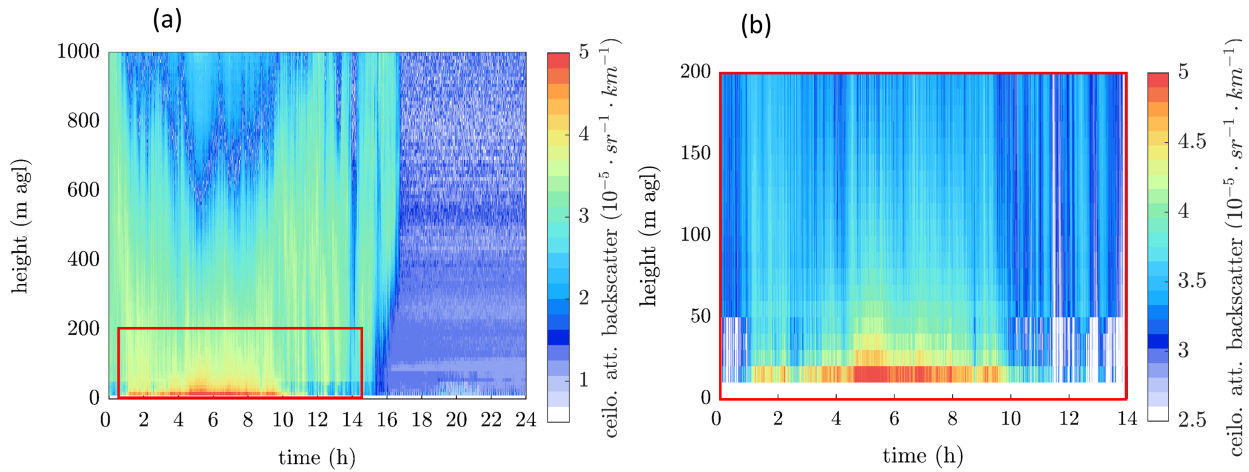 (a)
1000
800
600
400
200
0
height (m agl)
0 2 4 6 8 10 12 14 16 18 20 22 24
time (h)
5
4
3
2
1
ceilo. att. backscatter (10⁻⁵ · sr⁻¹ · km⁻¹)
(b)
200
150
100
50
0
height (m agl)
0 2 4 6 8 10 12 14
time (h)
5
4.5
4
3.5
3
2.5
ceilo. att. backscatter (10⁻⁵ · sr⁻¹ · km⁻¹)